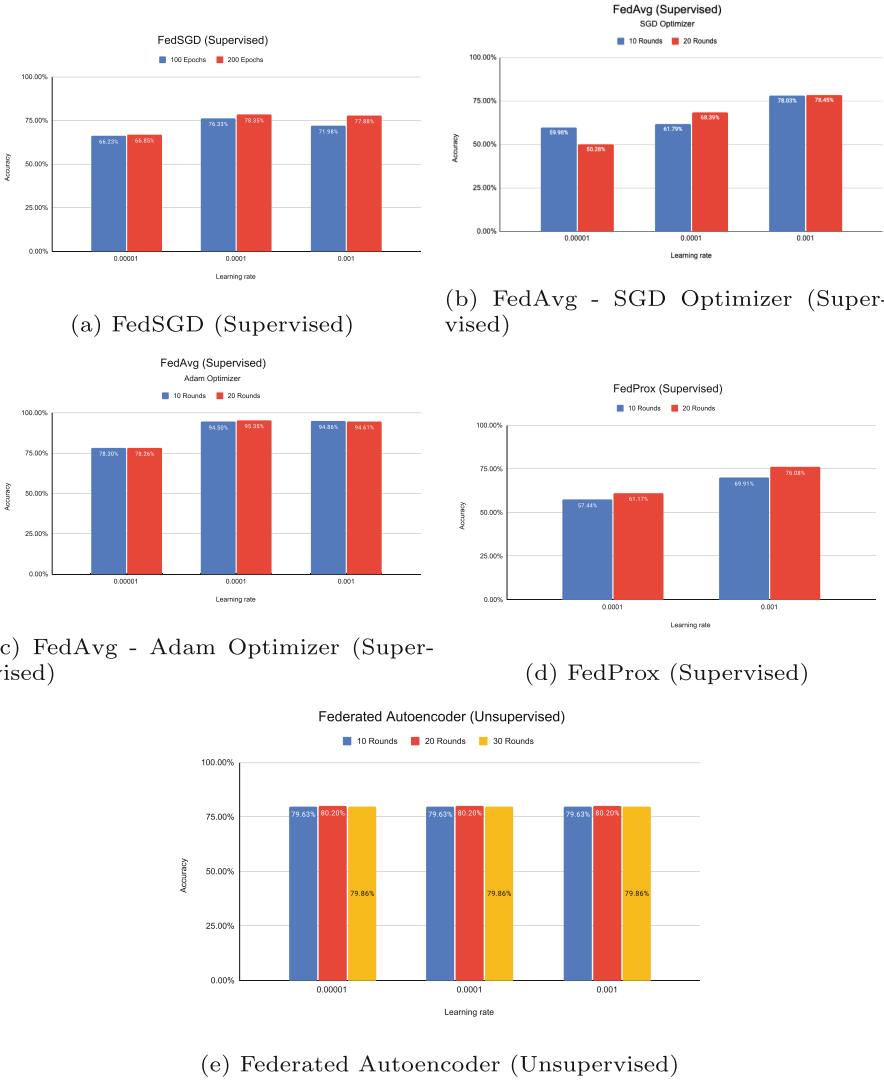 FedSGD (Supervised)
100 Epochs 200 Epochs
100.00%
75.00%
50.00%
25.00%
0.00%
Accuracy
66.23% 66.85%
76.33% 78.35%
71.98% 77.88%
0.00001 0.0001 0.001
Learning rate
(a) FedSGD (Supervised)
FedAvg (Supervised)
SGD Optimizer
10 Rounds 20 Rounds
100.00%
75.00%
50.00%
25.00%
0.00%
Accuracy
59.98% 50.28%
61.79% 68.39%
78.03% 78.45%
0.00001 0.0001 0.001
Learning rate
(b) FedAvg - SGD Optimizer (Super-
vised)
FedAvg (Supervised)
Adam Optimizer
10 Rounds 20 Rounds
100.00%
75.00%
50.00%
25.00%
0.00%
Accuracy
78.30% 78.26%
94.50% 95.35%
94.86% 94.61%
0.00001 0.0001 0.001
Learning rate
c) FedAvg - Adam Optimizer (Super-
vised)
FedProx (Supervised)
10 Rounds 20 Rounds
100.00%
75.00%
50.00%
25.00%
0.00%
Accuracy
57.44% 61.17%
69.91% 76.08%
0.0001 0.001
Learning rate
(d) FedProx (Supervised)
Federated Autoencoder (Unsupervised)
10 Rounds 20 Rounds 30 Rounds
100.00%
75.00%
50.00%
25.00%
0.00%
Accuracy
79.63% 80.20% 79.86%
79.63% 80.20% 79.86%
79.63% 80.20% 79.86%
0.00001 0.0001 0.001
Learning rate
(e) Federated Autoencoder (Unsupervised)